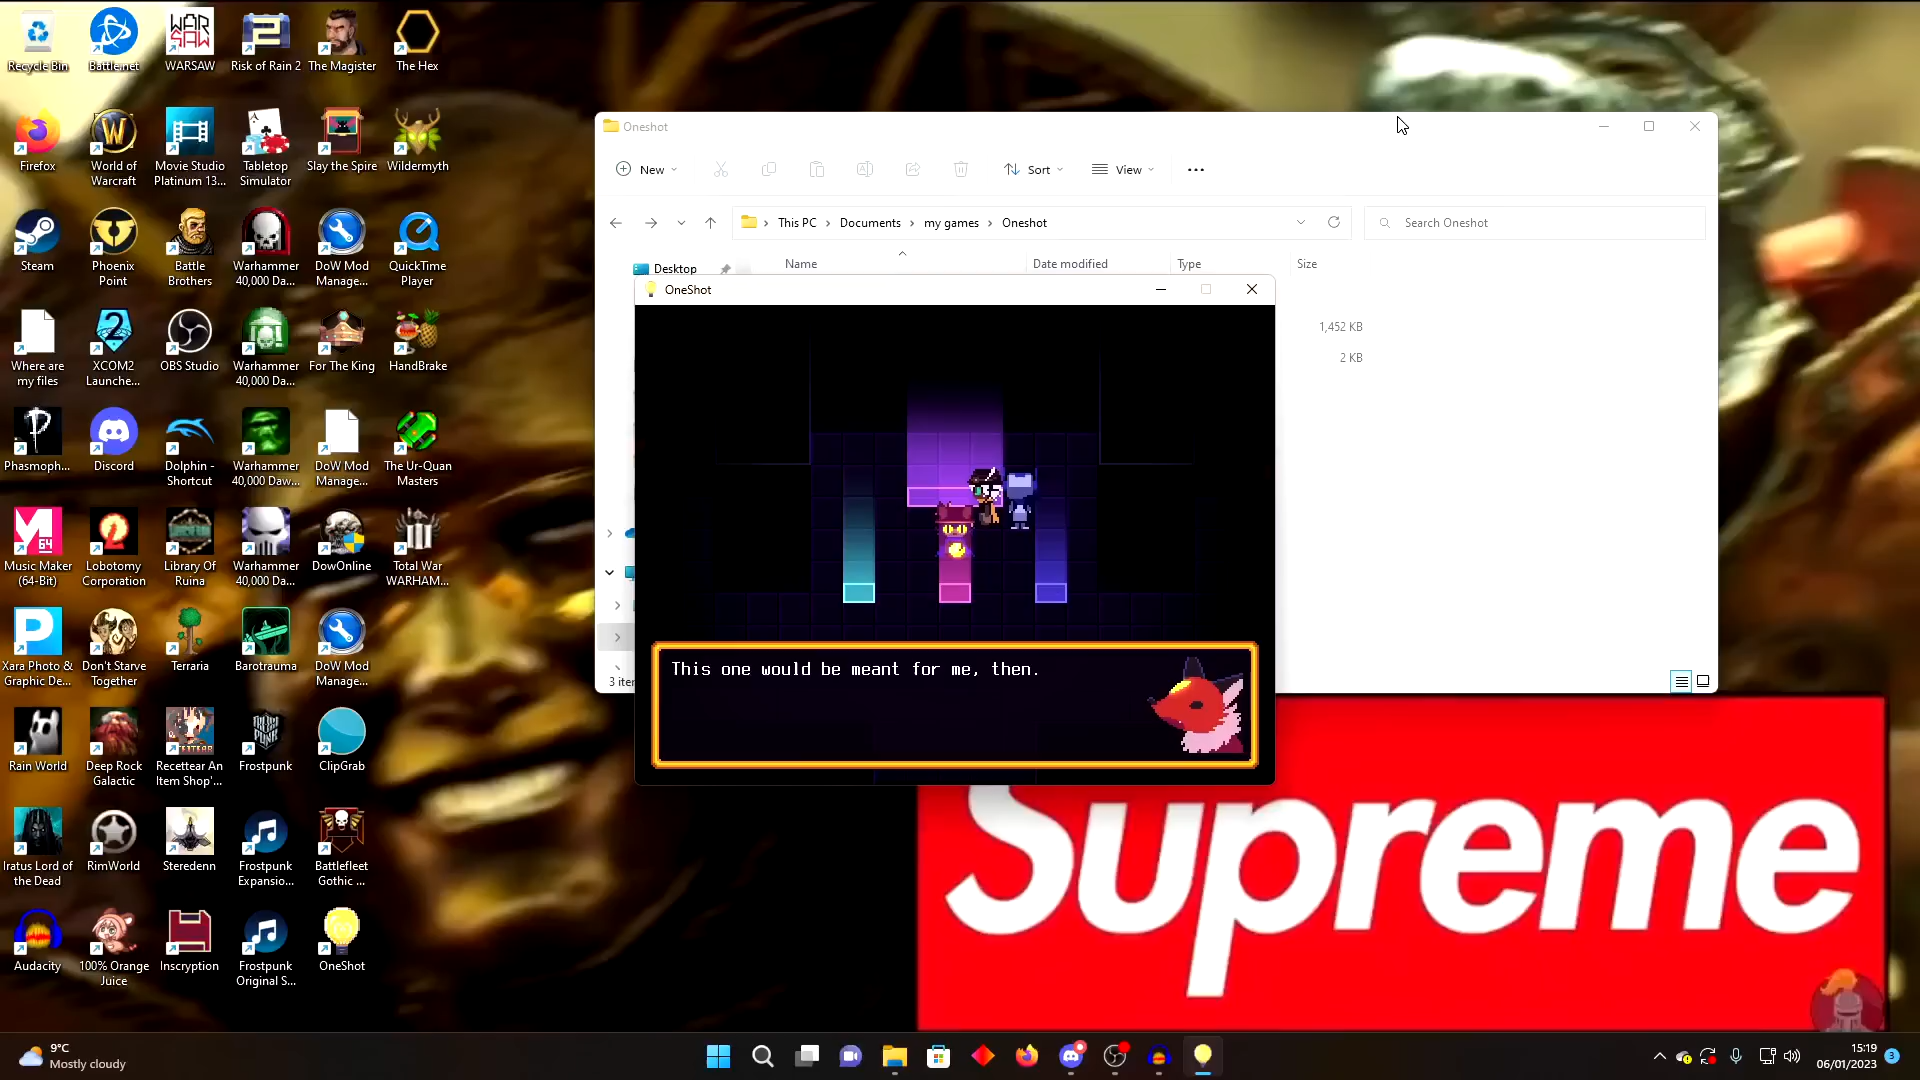 Recycle Bin
Battle.net
WARSAW
Risk of Rain 2
The Magister
The Hex
WAR
SAW
Firefox
World of
Warcraft
Movie Studio
Platinum 13...
Tabletop
Simulator
Slay the Spire
Wildermyth
Steam
Phoenix
Point
Battle
Brothers
Warhammer
40,000 Da...
DoW Mod
Manage...
QuickTime
Player
Where are
my files
XCOM2
Launche...
OBS Studio
Warhammer
40,000 Da...
For The King
HandBrake
Phasmoph...
Discord
Dolphin -
Shortcut
Warhammer
40,000 Daw...
DoW Mod
Manage...
The Ur-Quan
Masters
Music Maker
(64-Bit)
Lobotomy
Corporation
Library Of
Ruina
Warhammer
40,000 Da...
DowOnline
Total War
WARHAM...
Xara Photo &
Graphic De...
Don't Starve
Together
Terraria
Barotrauma
DoW Mod
Manage...
Rain World
Deep Rock
Galactic
Recettear An
Item Shop'...
Frostpunk
ClipGrab
Iratus Lord of
the Dead
RimWorld
Steredenn
Frostpunk
Expansio...
Battlefleet
Gothic ...
Audacity
100% Orange
Juice
Inscryption
Frostpunk
Original S...
OneShot
Oneshot
New
Sort
View
This PC
Documents
my games
Oneshot
Search Oneshot
Desktop
Name
Date modified
Type
Size
1,452 KB
2 KB
3 iter
OneShot
This one would be meant for me, then.
Supreme
9°C
Mostly cloudy
15:19
06/01/2023
3